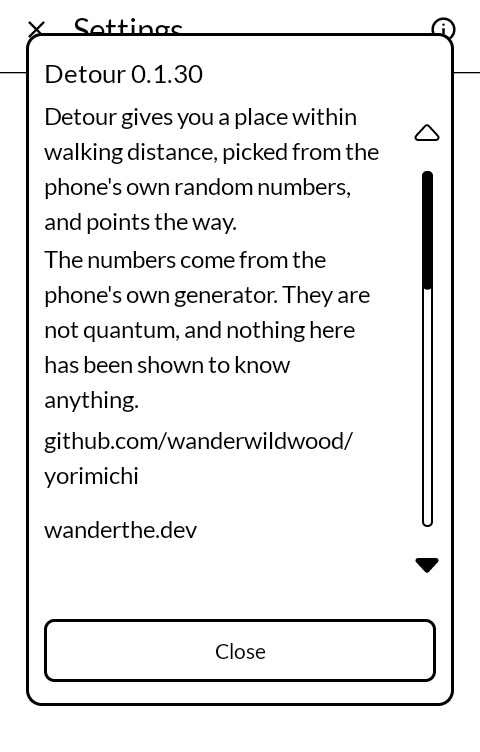 Settings
Detour 0.1.30
Detour gives you a place within
walking distance, picked from the
phone's own random numbers,
and points the way.
The numbers come from the
phone's own generator. They are
not quantum, and nothing here
has been shown to know
anything.
github.com/wanderwildwood/
yorimichi
wanderthe.dev
Close